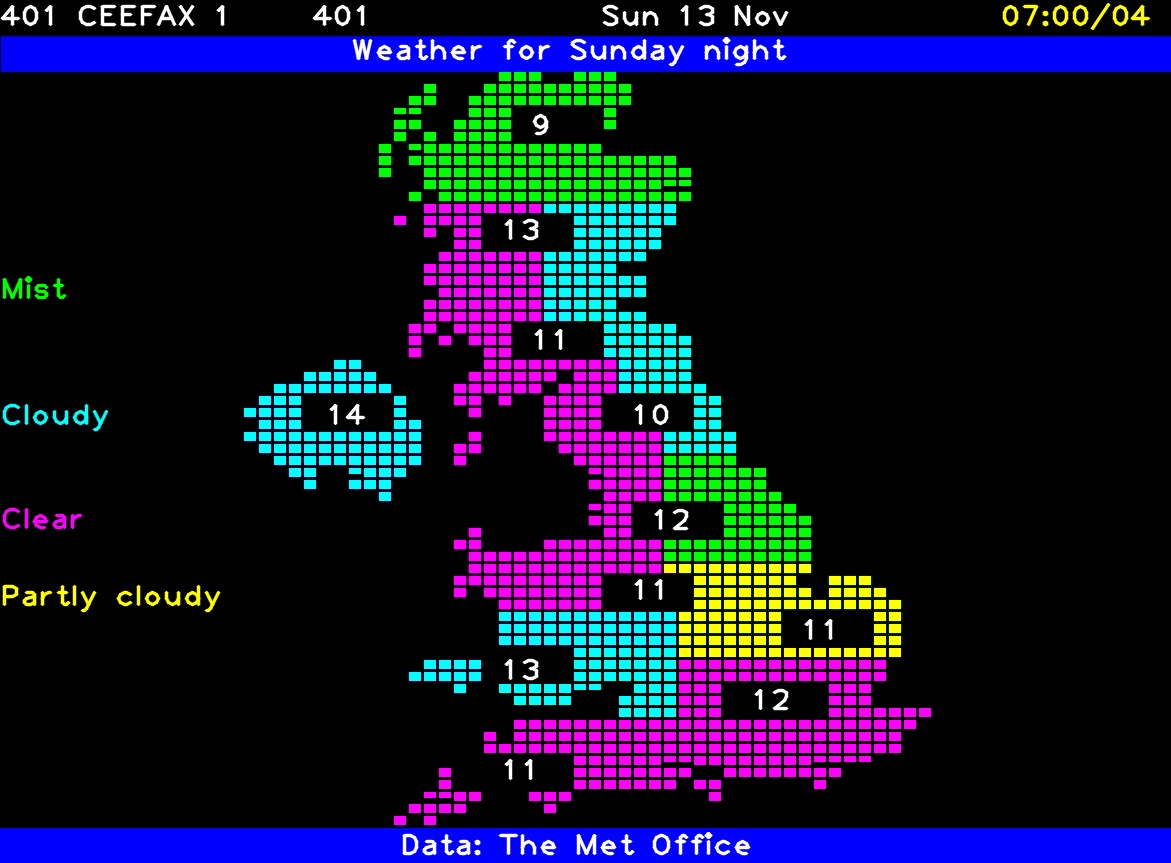 401 CEEFAX 1 401 Sun 13 Nov 07:00/04
Weather for Sunday night
9
13
Mist
11
Cloudy 14 10
Clear 12
Partly cloudy 11
11
13
12
11
Data: The Met Office